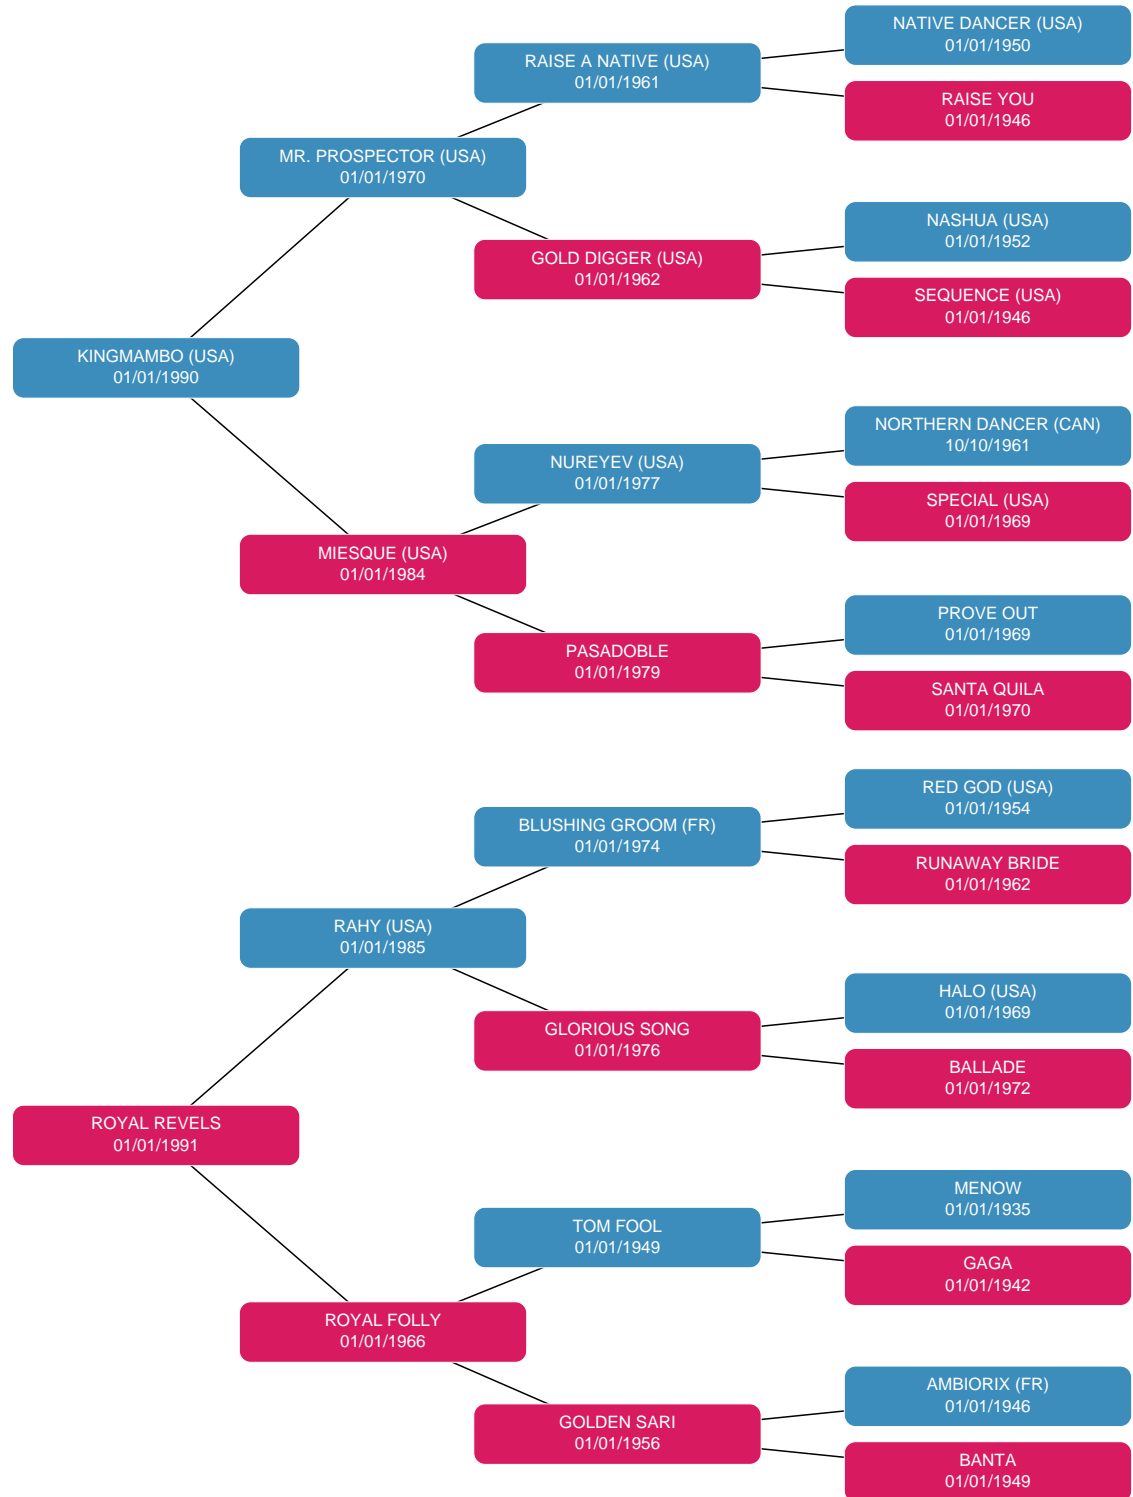 NATIVE DANCER (USA)
01/01/1950
RAISE A NATIVE (USA)
01/01/1961
RAISE YOU
01/01/1946
MR. PROSPECTOR (USA)
01/01/1970
NASHUA (USA)
01/01/1952
GOLD DIGGER (USA)
01/01/1962
SEQUENCE (USA)
01/01/1946
KINGMAMBO (USA)
01/01/1990
NORTHERN DANCER (CAN)
10/10/1961
NUREYEV (USA)
01/01/1977
SPECIAL (USA)
01/01/1969
MIESQUE (USA)
01/01/1984
PROVE OUT
01/01/1969
PASADOBLE
01/01/1979
SANTA QUILA
01/01/1970
RED GOD (USA)
01/01/1954
BLUSHING GROOM (FR)
01/01/1974
RUNAWAY BRIDE
01/01/1962
RAHY (USA)
01/01/1985
HALO (USA)
01/01/1969
GLORIOUS SONG
01/01/1976
BALLADE
01/01/1972
ROYAL REVELS
01/01/1991
MENOW
01/01/1935
TOM FOOL
01/01/1949
GAGA
01/01/1942
ROYAL FOLLY
01/01/1966
AMBIORIX (FR)
01/01/1946
GOLDEN SARI
01/01/1956
BANTA
01/01/1949